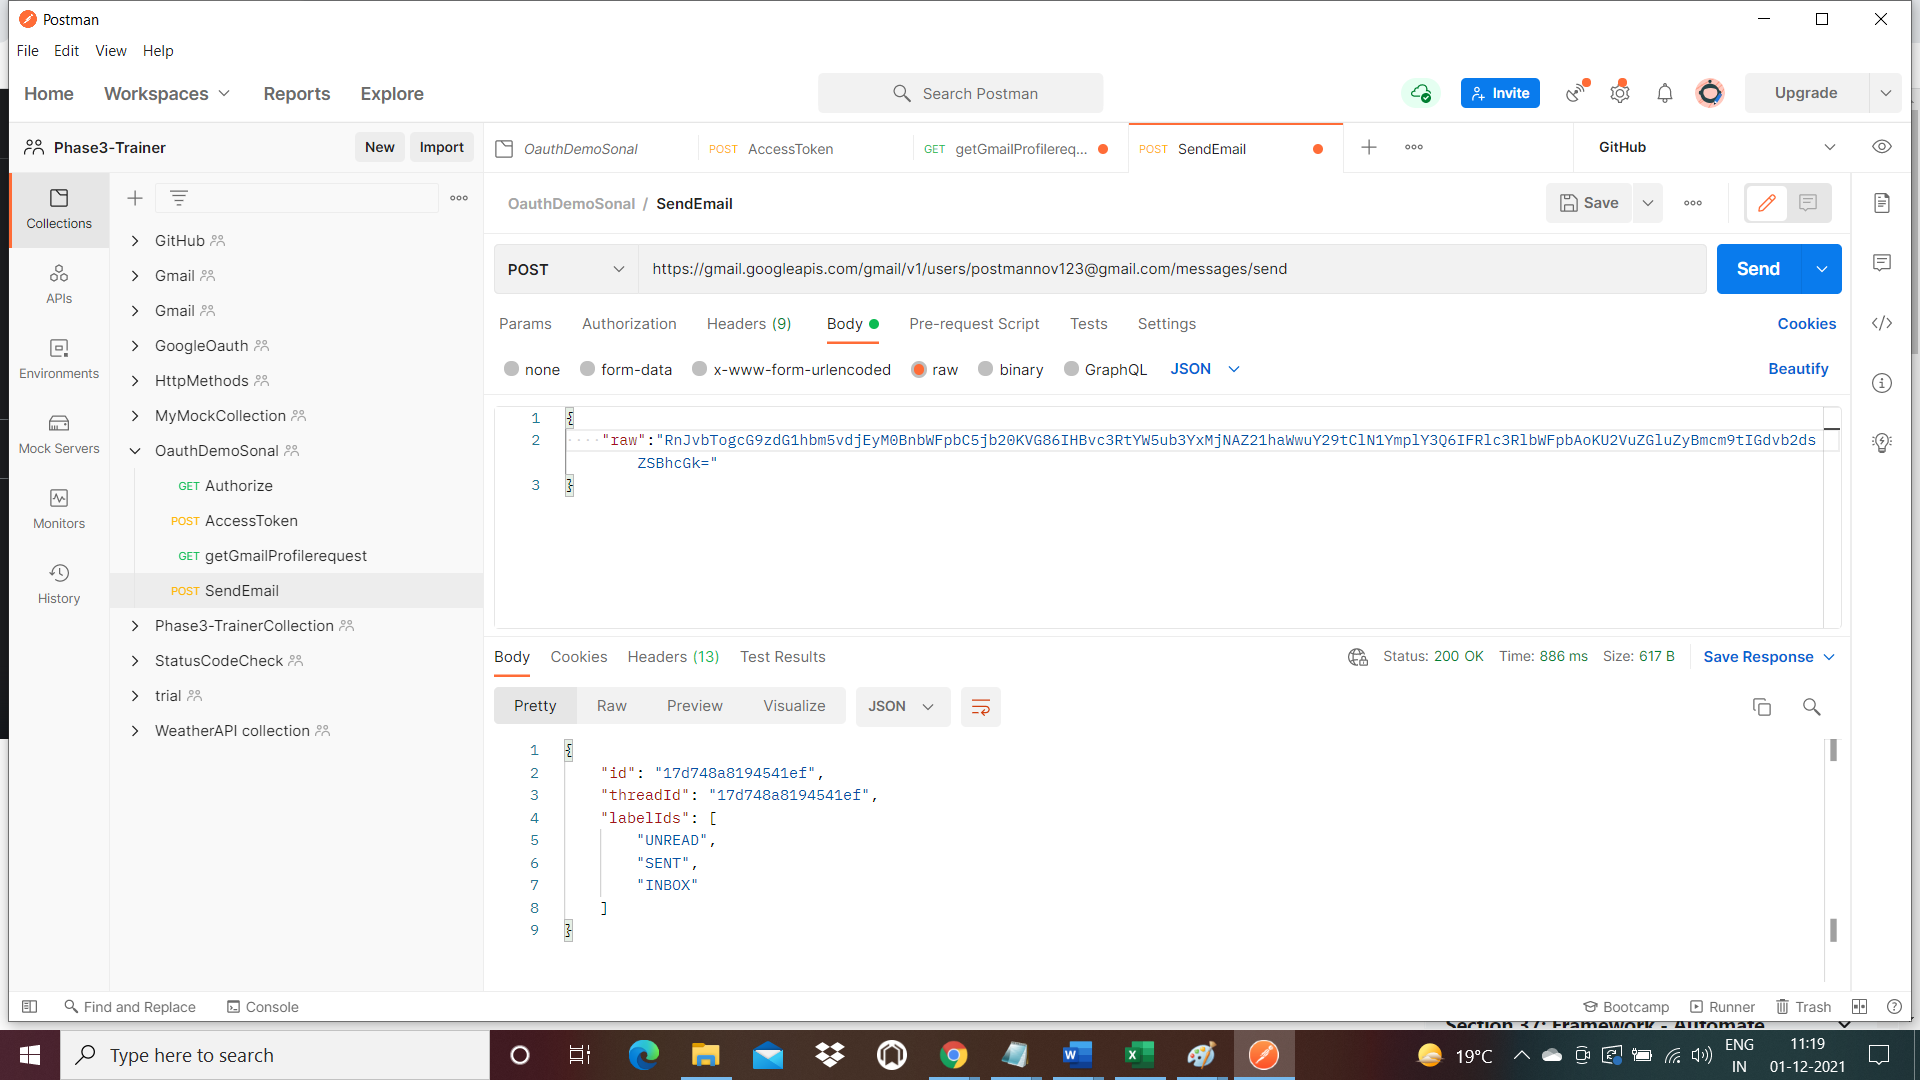 Postman
File Edit View Help
Home Workspaces Reports Explore
Search Postman
Invite
Upgrade
Phase3-Trainer New Import
OauthDemoSonal
POST AccessToken
GET getGmailProfilereq...
POST SendEmail
GitHub
OauthDemoSonal / SendEmail
Save
Collections
APIs
Environments
Mock Servers
Monitors
History
GitHub
Gmail
Gmail
GoogleOauth
HttpMethods
MyMockCollection
OauthDemoSonal
GET Authorize
POST AccessToken
GET getGmailProfilerequest
POST SendEmail
Phase3-TrainerCollection
StatusCodeCheck
trial
WeatherAPI collection
POST https://gmail.googleapis.com/gmail/v1/users/postmannov123@gmail.com/messages/send
Send
Params Authorization Headers (9) Body Pre-request Script Tests Settings Cookies
none form-data x-www-form-urlencoded raw binary GraphQL JSON Beautify
1 {
2 "raw":"RnJvbTogcG9zdG1hbm5vdjEyM0BnbWFpbC5jb20KVG86IHBvc3RtYW5ub3YxMjNAZ21haWwuY29tClN1YmplY3Q6IFRlc3RlbWFpbAoKU2VuZGluZyBmcm9tIGdvb2ds
ZSBhcGk="
3 }
Body Cookies Headers (13) Test Results
Status: 200 OK Time: 886 ms Size: 617 B Save Response
Pretty Raw Preview Visualize JSON
1 {
2 "id": "17d748a8194541ef",
3 "threadId": "17d748a8194541ef",
4 "labelIds": [
5 "UNREAD",
6 "SENT",
7 "INBOX"
8 ]
9 }
Find and Replace Console
Bootcamp Runner Trash
Section 37: Framework - Automate
Type here to search
19°C
ENG
IN
11:19
01-12-2021